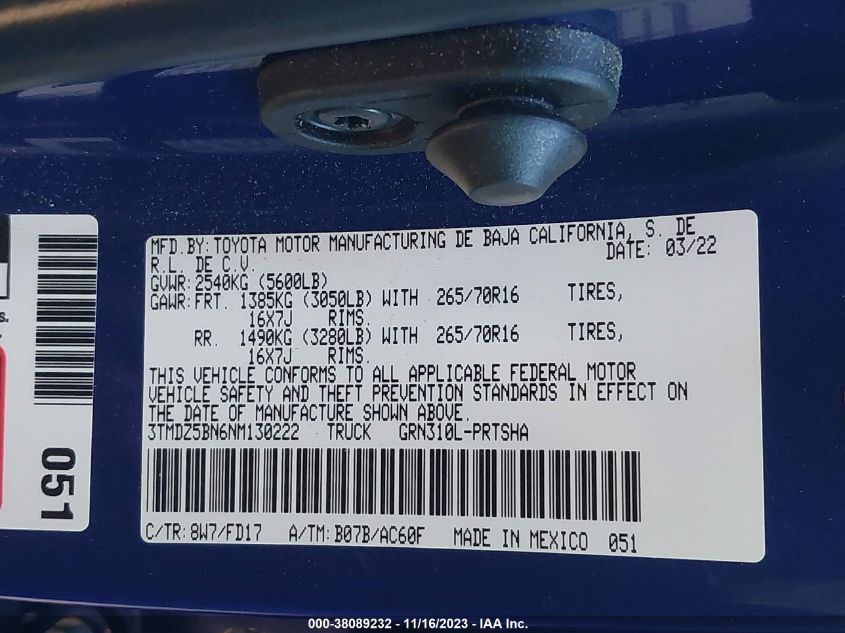 MFD.BY:TOYOTA MOTOR MANUFACTURING DE BAJA CALIFORNIA, S. DE
R.L. DE C.V. DATE: 03/22
GVWR:2540KG (5600LB)
GAWR:FRT. 1385KG (3050LB) WITH 265/70R16 TIRES,
16X7J RIMS.
RR. 1490KG (3280LB) WITH 265/70R16 TIRES,
16X7J RIMS.
THIS VEHICLE CONFORMS TO ALL APPLICABLE FEDERAL MOTOR
VEHICLE SAFETY AND THEFT PREVENTION STANDARDS IN EFFECT ON
THE DATE OF MANUFACTURE SHOWN ABOVE.
3TMDZ5BN6NM130222 TRUCK GRN310L-PRTSHA
C/TR:8W7/FD17 A/TM:B07B/AC60F MADE IN MEXICO 051
051
000-38089232 - 11/16/2023 - IAA Inc.